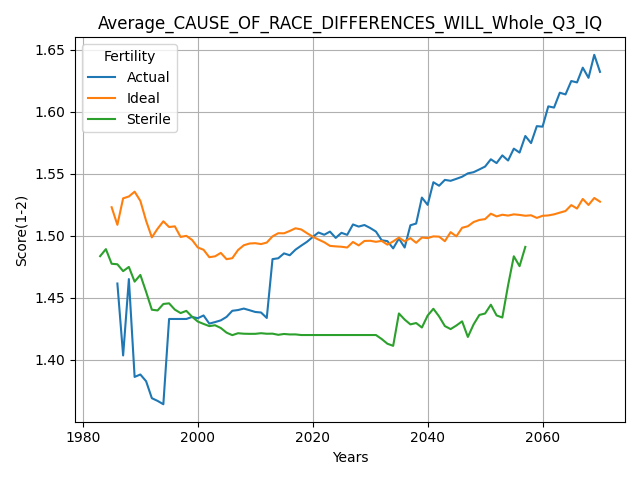 Average_CAUSE_OF_RACE_DIFFERENCES_WILL_Whole_Q3_IQ
Fertility
Actual
Ideal
Sterile
Score(1-2)
1.65
1.60
1.55
1.50
1.45
1.40
1980
2000
2020
2040
2060
Years